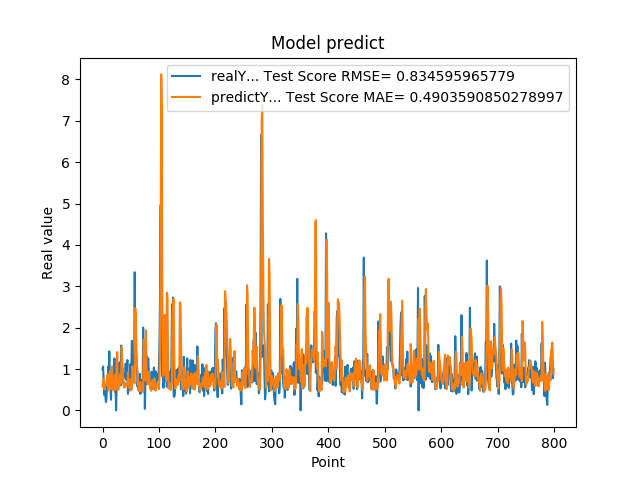 Model predict
realY... Test Score RMSE= 0.834595965779
predictY... Test Score MAE= 0.4903590850278997
8
7
6
5
4
3
2
1
0
Real value
0 100 200 300 400 500 600 700 800
Point